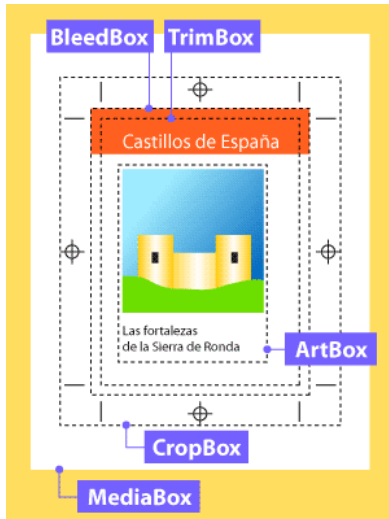 BleedBox TrimBox
Castillos de España
Las fortalezas
de la Sierra de Ronda
ArtBox
CropBox
MediaBox